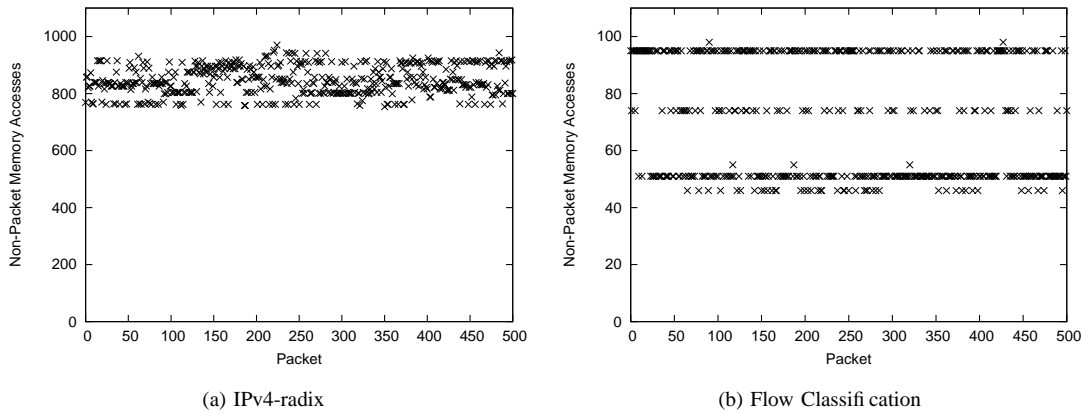 1000
800
600
400
200
0
0 50 100 150 200 250 300 350 400 450 500
Non-Packet Memory Accesses
Packet
(a) IPv4-radix
100
80
60
40
20
0
0 50 100 150 200 250 300 350 400 450 500
Non-Packet Memory Accesses
Packet
(b) Flow Classifi cation